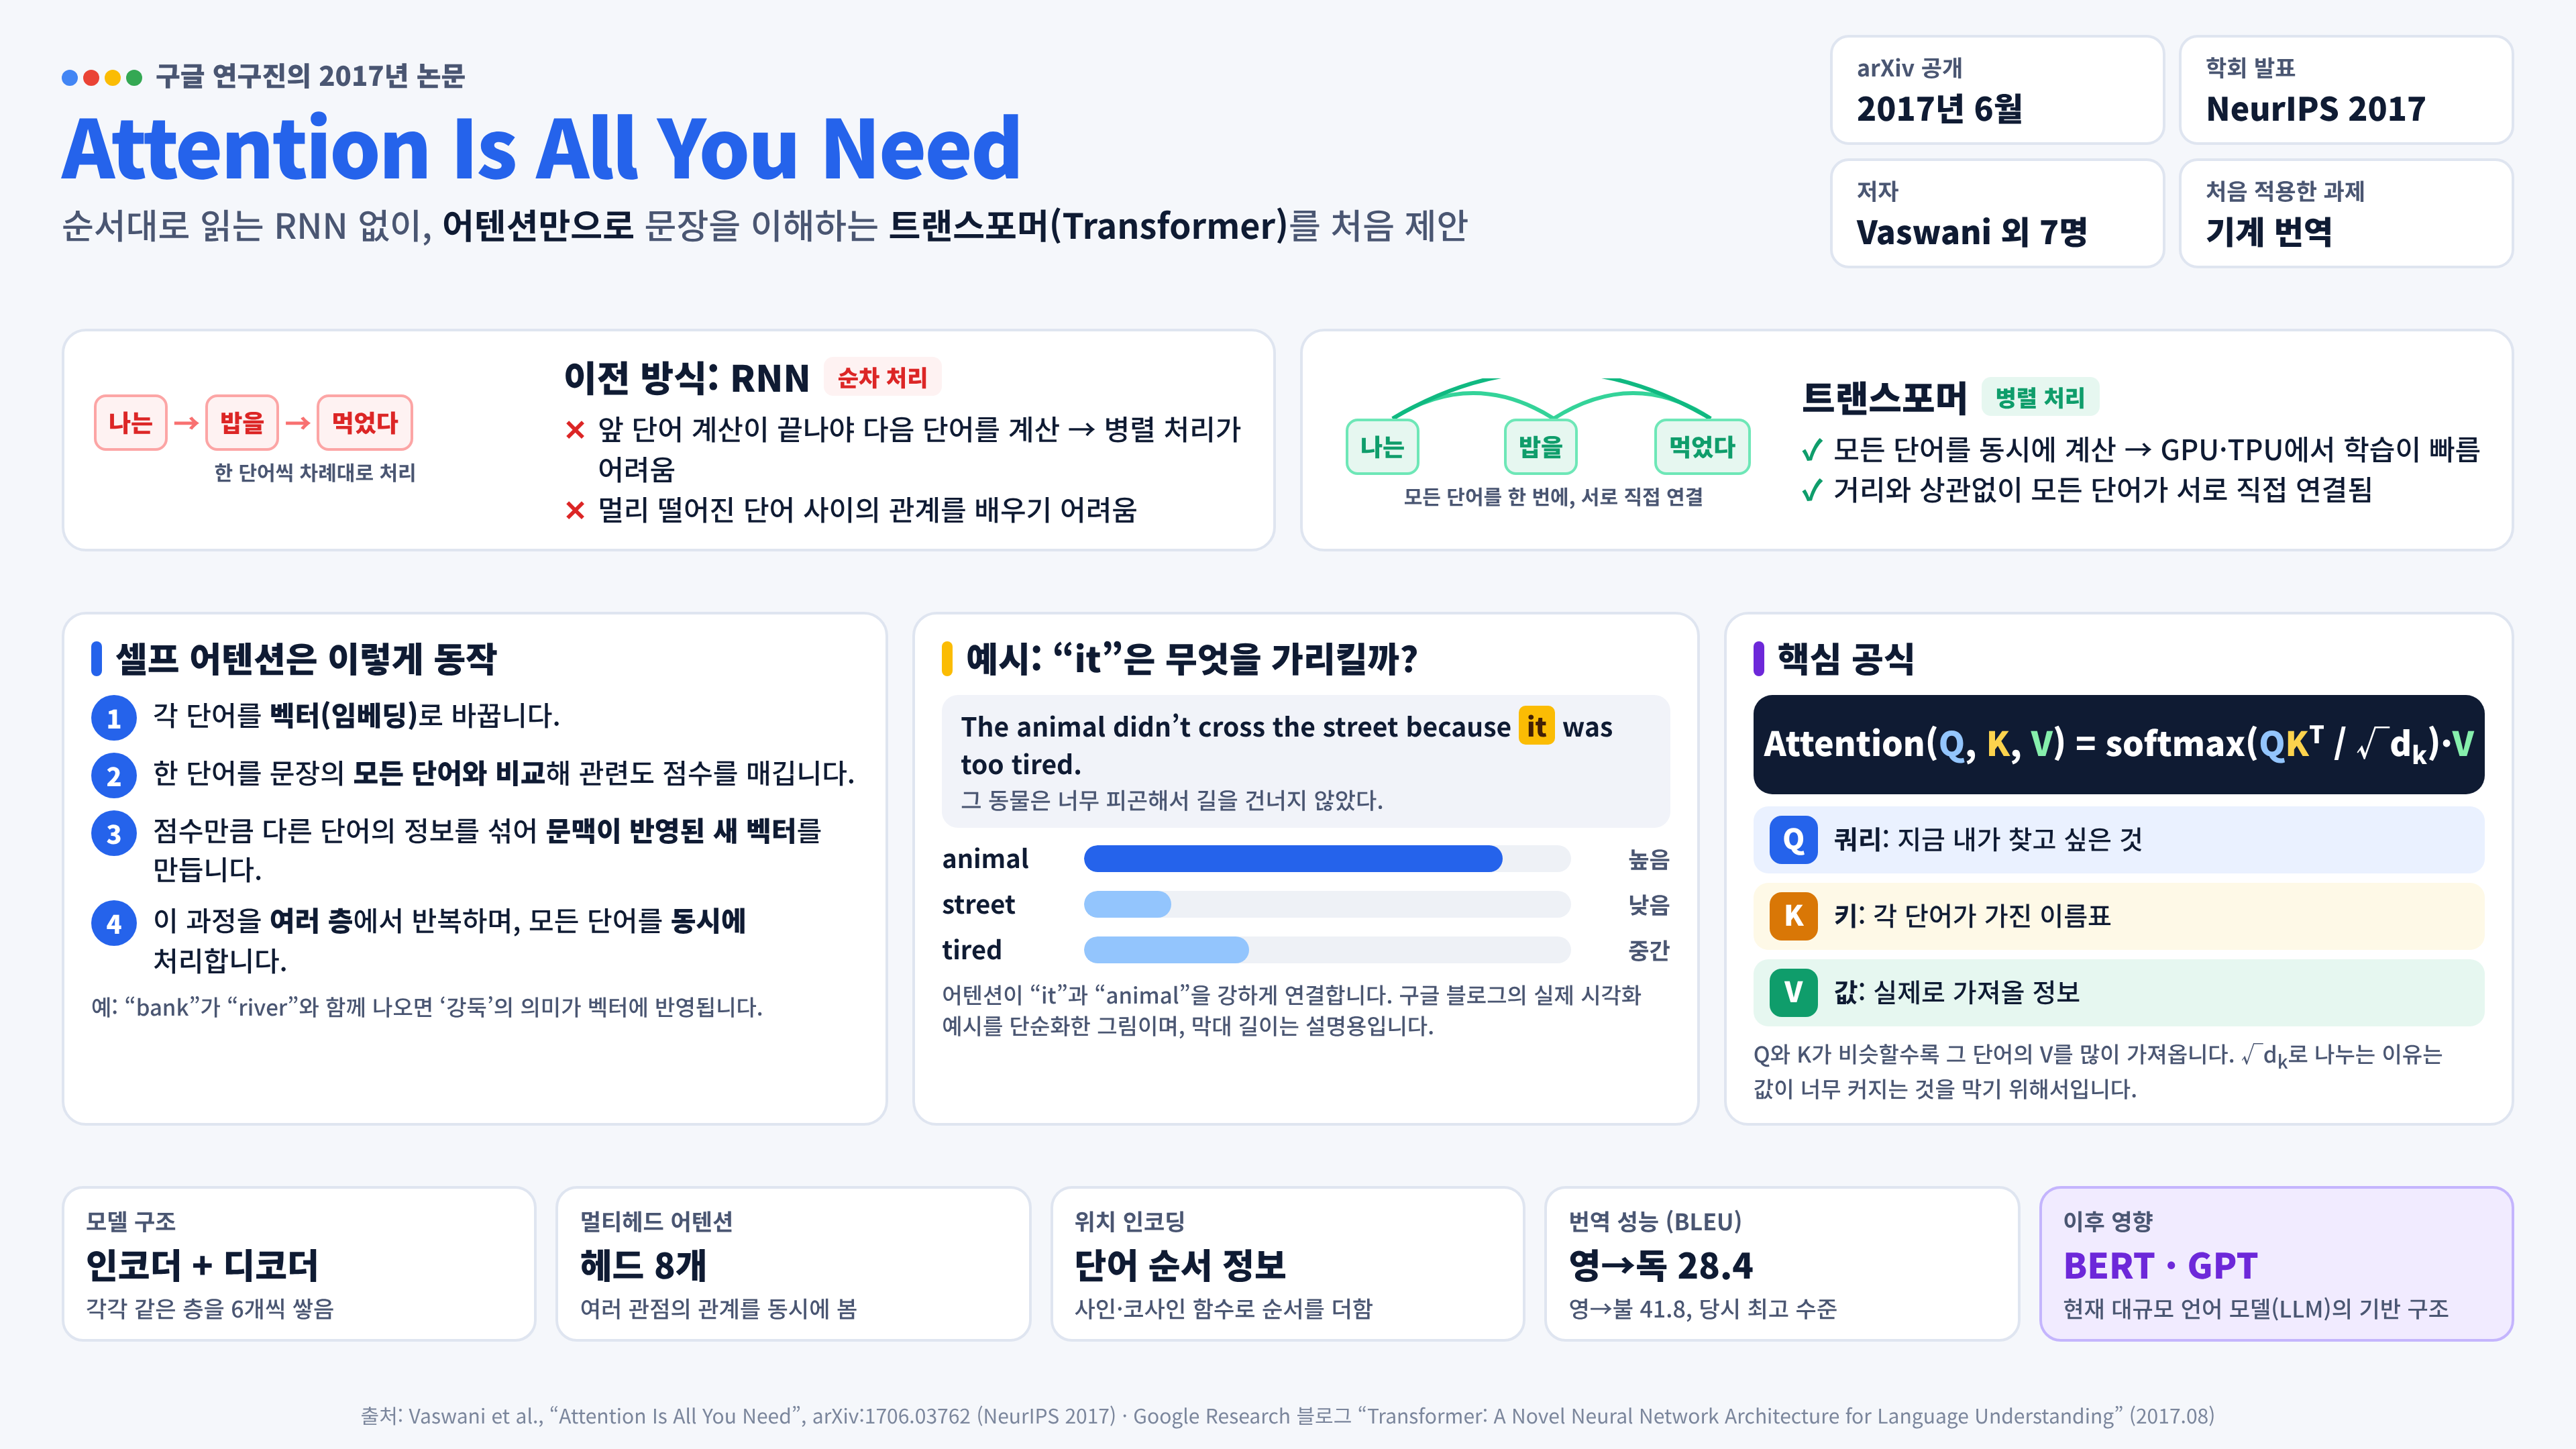 구글 연구진의 2017년 논문
Attention Is All You Need
순서대로 읽는 RNN 없이, 어텐션만으로 문장을 이해하는 트랜스포머(Transformer)를 처음 제안
arXiv 공개
2017년 6월
학회 발표
NeurIPS 2017
저자
Vaswani 외 7명
처음 적용한 과제
기계 번역
나는 → 밥을 → 먹었다
한 단어씩 차례대로 처리
이전 방식: RNN 순차 처리
✕ 앞 단어 계산이 끝나야 다음 단어를 계산 → 병렬 처리가
어려움
✕ 멀리 떨어진 단어 사이의 관계를 배우기 어려움
나는 밥을 먹었다
모든 단어를 한 번에, 서로 직접 연결
트랜스포머 병렬 처리
✓ 모든 단어를 동시에 계산 → GPU·TPU에서 학습이 빠름
✓ 거리와 상관없이 모든 단어가 서로 직접 연결됨
셀프 어텐션은 이렇게 동작
1 각 단어를 벡터(임베딩)로 바꿉니다.
2 한 단어를 문장의 모든 단어와 비교해 관련도 점수를 매깁니다.
3 점수만큼 다른 단어의 정보를 섞어 문맥이 반영된 새 벡터를
만듭니다.
4 이 과정을 여러 층에서 반복하며, 모든 단어를 동시에
처리합니다.
예: “bank”가 “river”와 함께 나오면 ‘강둑’의 의미가 벡터에 반영됩니다.
예시: “it”은 무엇을 가리킬까?
The animal didn’t cross the street because it was
too tired.
그 동물은 너무 피곤해서 길을 건너지 않았다.
animal 높음
street 낮음
tired 중간
어텐션이 “it”과 “animal”을 강하게 연결합니다. 구글 블로그의 실제 시각화
예시를 단순화한 그림이며, 막대 길이는 설명용입니다.
핵심 공식
Attention(Q, K, V) = softmax(QKᵀ / √dₖ)·V
Q 쿼리: 지금 내가 찾고 싶은 것
K 키: 각 단어가 가진 이름표
V 값: 실제로 가져올 정보
Q와 K가 비슷할수록 그 단어의 V를 많이 가져옵니다. √dₖ로 나누는 이유는
값이 너무 커지는 것을 막기 위해서입니다.
모델 구조
인코더 + 디코더
각각 같은 층을 6개씩 쌓음
멀티헤드 어텐션
헤드 8개
여러 관점의 관계를 동시에 봄
위치 인코딩
단어 순서 정보
사인·코사인 함수로 순서를 더함
번역 성능 (BLEU)
영→독 28.4
영→불 41.8, 당시 최고 수준
이후 영향
BERT · GPT
현재 대규모 언어 모델(LLM)의 기반 구조
출처: Vaswani et al., “Attention Is All You Need”, arXiv:1706.03762 (NeurIPS 2017) · Google Research 블로그 “Transformer: A Novel Neural Network Architecture for Language Understanding” (2017.08)